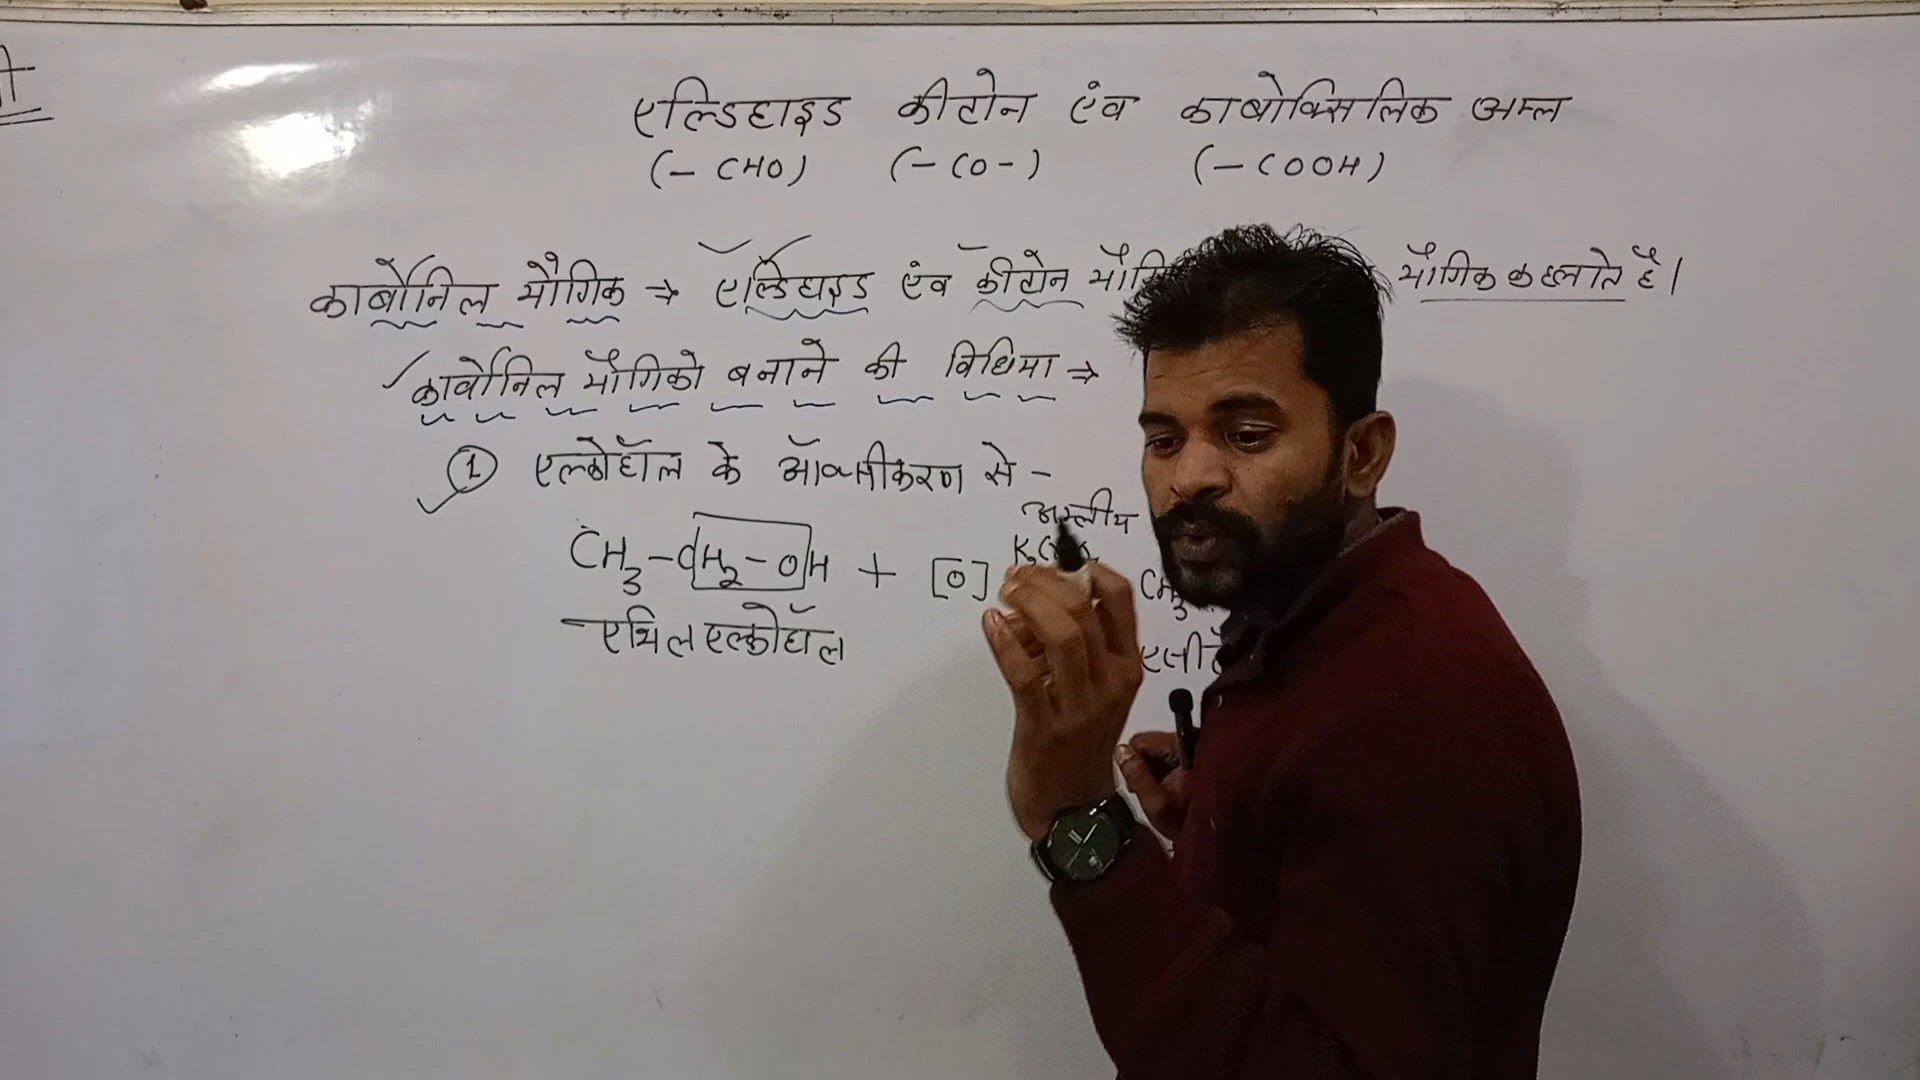 एल्डिहाइड कीटोन एंव कार्बोक्सिलिक अम्ल
(- CHO) (- CO -) (- COOH)
कार्बोनिल यौगिक ⇒ एल्डिहाइड एंव कीटोन यौगिक कहलाते है।
कार्बोनिल यौगिको बनाने की विधिया ⇒
① एल्कोहॉल के ऑक्सीकरण से -
अम्लीय
CH₃ - CH₂ - OH + [O] CH₃
एथिल एल्कोहॉल